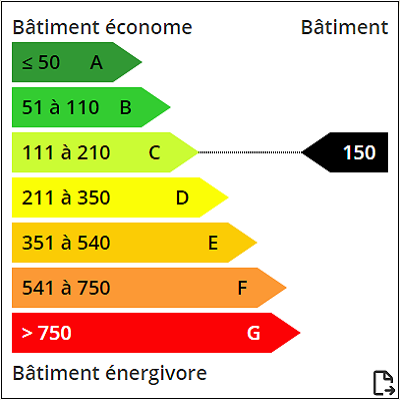 Bâtiment économe Bâtiment
≤ 50 A
51 à 110 B
111 à 210 C 150
211 à 350 D
351 à 540 E
541 à 750 F
> 750 G
Bâtiment énergivore